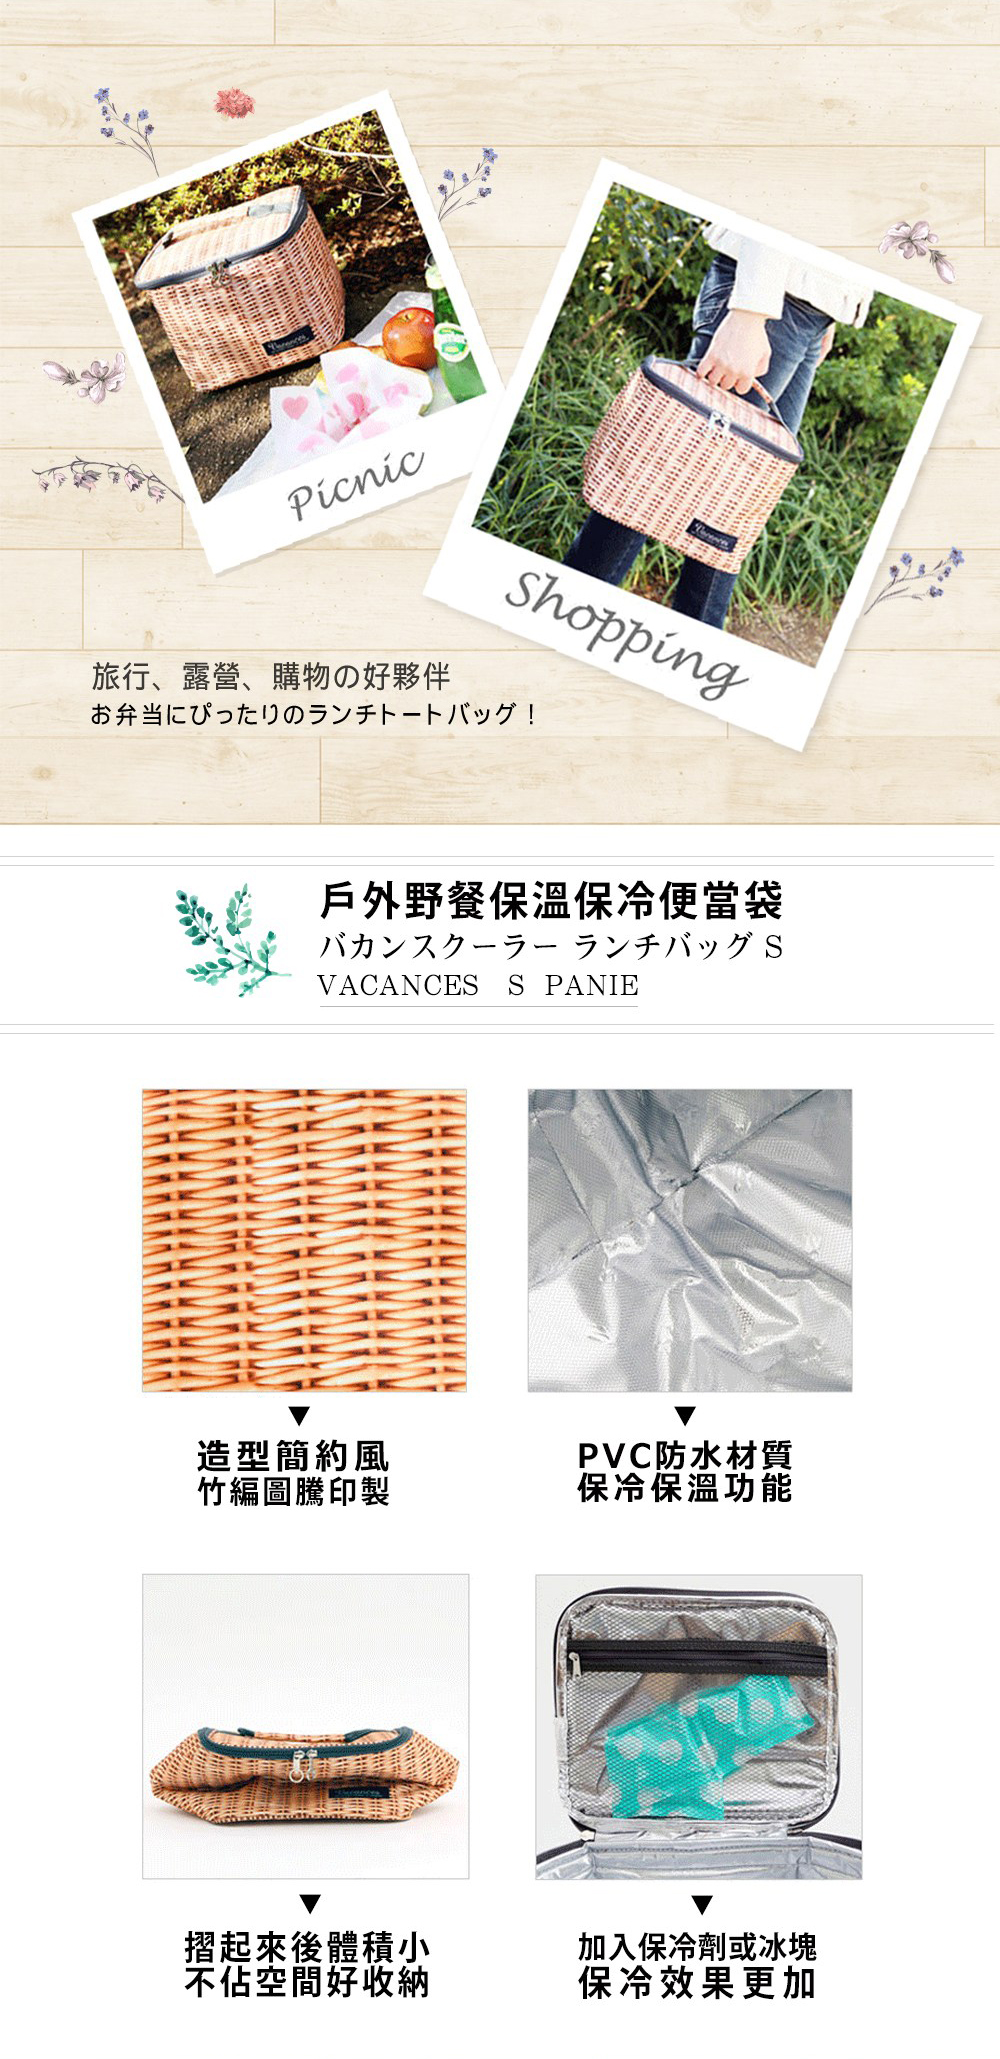 Vacances
Picnic
Vacances
Shopping
旅行、露營、購物の好夥伴
お弁当にぴったりのランチトートバッグ！
戶外野餐保溫保冷便當袋
バカンスクーラー ランチバッグ S
VACANCES S PANIE
造型簡約風
竹編圖騰印製
PVC防水材質
保冷保溫功能
Vacances
摺起來後體積小
不佔空間好收納
加入保冷劑或冰塊
保冷效果更加